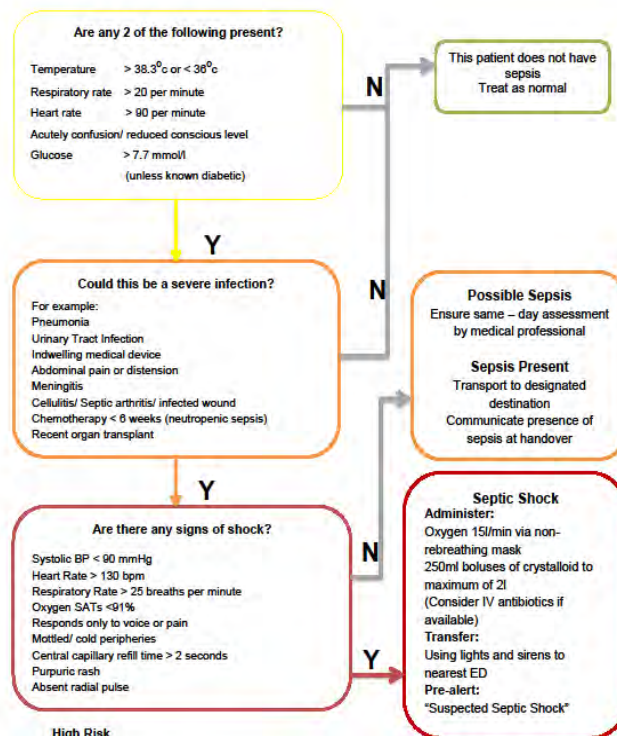 Are any 2 of the following present?
Temperature > 38.3°c or < 36°c
Respiratory rate > 20 per minute
Heart rate > 90 per minute
Acutely confusion/ reduced conscious level
Glucose > 7.7 mmol/l
(unless known diabetic)
N
This patient does not have
sepsis
Treat as normal
Y
Could this be a severe infection?
For example:
Pneumonia
Urinary Tract Infection
Indwelling medical device
Abdominal pain or distension
Meningitis
Cellulitis/ Septic arthritis/ infected wound
Chemotherapy < 6 weeks (neutropenic sepsis)
Recent organ transplant
N
Possible Sepsis
Ensure same – day assessment
by medical professional
Sepsis Present
Transport to designated
destination
Communicate presence of
sepsis at handover
Y
Are there any signs of shock?
Systolic BP < 90 mmHg
Heart Rate > 130 bpm
Respiratory Rate > 25 breaths per minute
Oxygen SATs <91%
Responds only to voice or pain
Mottled/ cold peripheries
Central capillary refill time > 2 seconds
Purpuric rash
Absent radial pulse
N
Y
Septic Shock
Administer:
Oxygen 15l/min via non-
rebreathing mask
250ml boluses of crystalloid to
maximum of 2l
(Consider IV antibiotics if
available)
Transfer:
Using lights and sirens to
nearest ED
Pre-alert:
“Suspected Septic Shock”
High Risk